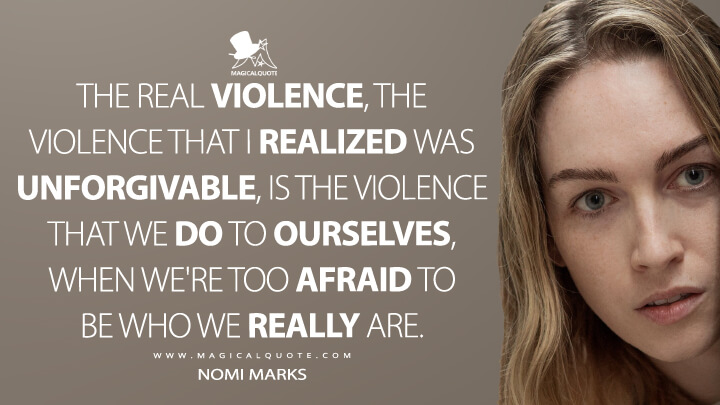 MAGICALQUOTE
THE REAL VIOLENCE, THE
VIOLENCE THAT I REALIZED WAS
UNFORGIVABLE, IS THE VIOLENCE
THAT WE DO TO OURSELVES,
WHEN WE'RE TOO AFRAID TO
BE WHO WE REALLY ARE.
WWW.MAGICALQUOTE.COM
NOMI MARKS